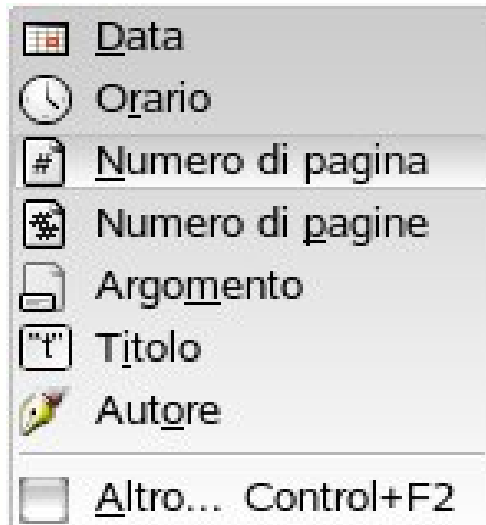 Data
Orario
# Numero di pagina
Numero di pagine
Argomento
"t" Titolo
Autore
Altro... Control+F2